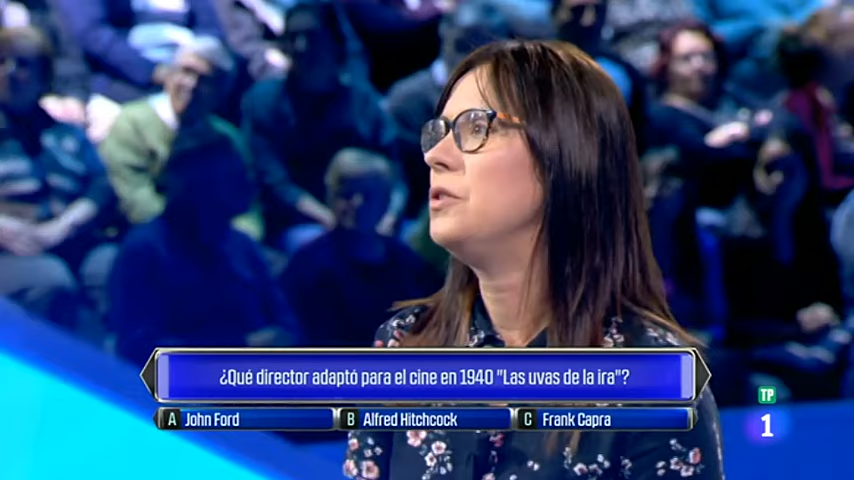 ¿Qué director adaptó para el cine en 1940 "Las uvas de la ira"?
A John Ford
B Alfred Hitchcock
C Frank Capra
TP
1